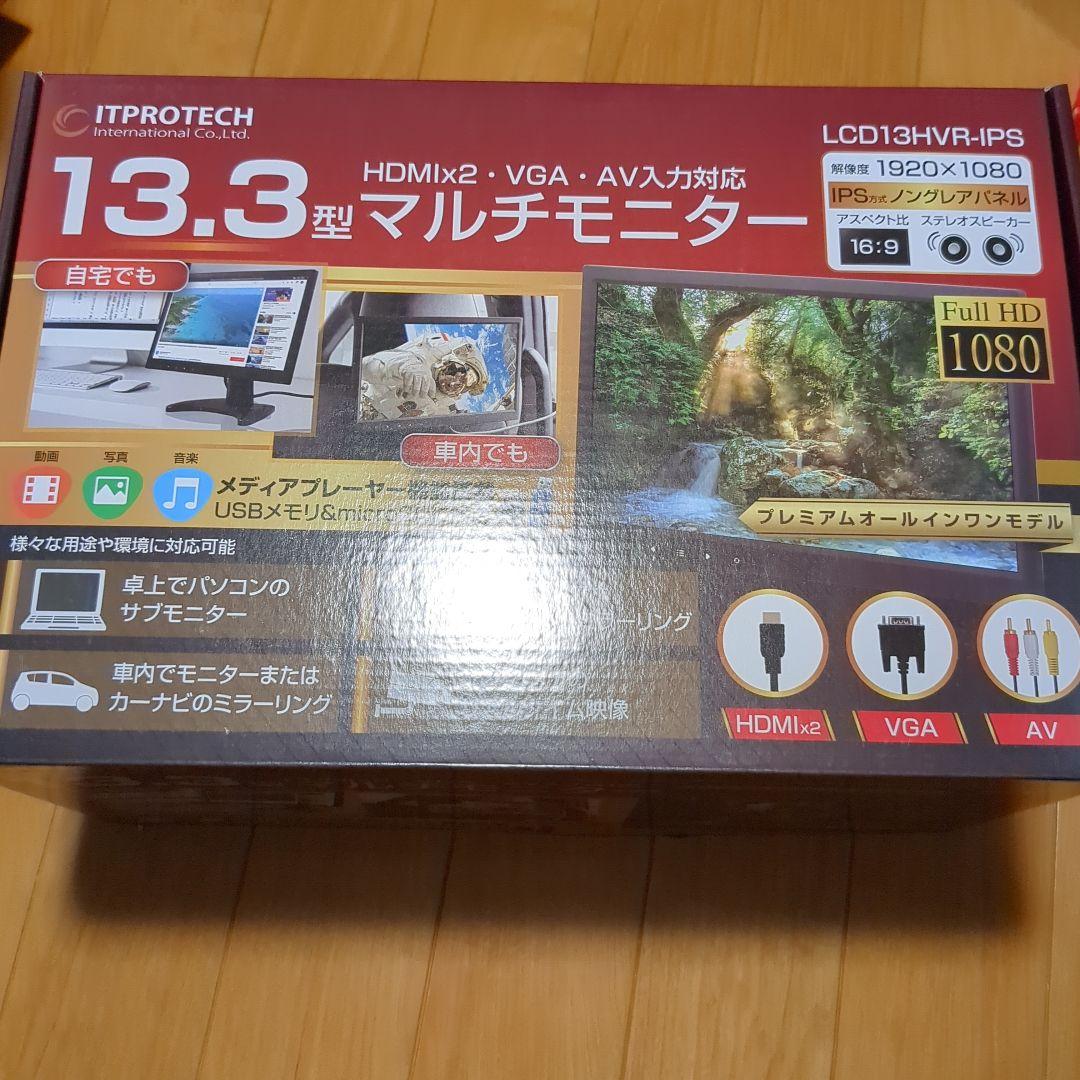 ITPROTECH
International Co.,Ltd.
LCD13HVR-IPS
13.3型
HDMIx2・VGA・AV入力対応
マルチモニター
解像度 1920×1080
IPS方式 ノングレアパネル
アスペクト比 ステレオスピーカー
16:9
自宅でも
車内でも
Full HD
1080
動画 写真 音楽
メディアプレーヤー
USBメモリ&micro
プレミアムオールインワンモデル
様々な用途や環境に対応可能
卓上でパソコンの
サブモニター
ーリング
車内でモニターまたは
カーナビのミラーリング
ム映像
HDMIx2
VGA
AV